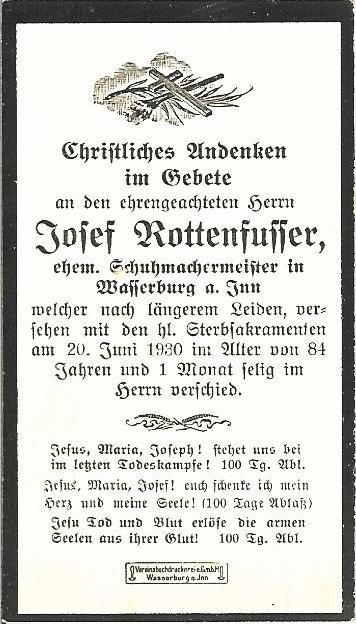 Christliches Andenken
im Gebete
an den ehrengeachteten Herrn
Josef Rottenfusser,
ehem. Schuhmachermeister in
Wasserburg a. Inn
welcher nach längerem Leiden, ver-
sehen mit den hl. Sterbsakramenten
am 20. Juni 1930 im Alter von 84
Jahren und 1 Monat selig im
Herrn verschied.
Jesus, Maria, Joseph! stehet uns bei
im letzten Todeskampfe! 100 Tg. Abl.
Jesus, Maria, Josef! euch schenke ich mein
Herz und meine Seele! (100 Tage Ablaß)
Jesu Tod und Blut erlöse die armen
Seelen aus ihrer Glut! 100 Tg. Abl.
Vereinsbuchdruckerei e.G.m.b.H
Wasserburg a. Inn